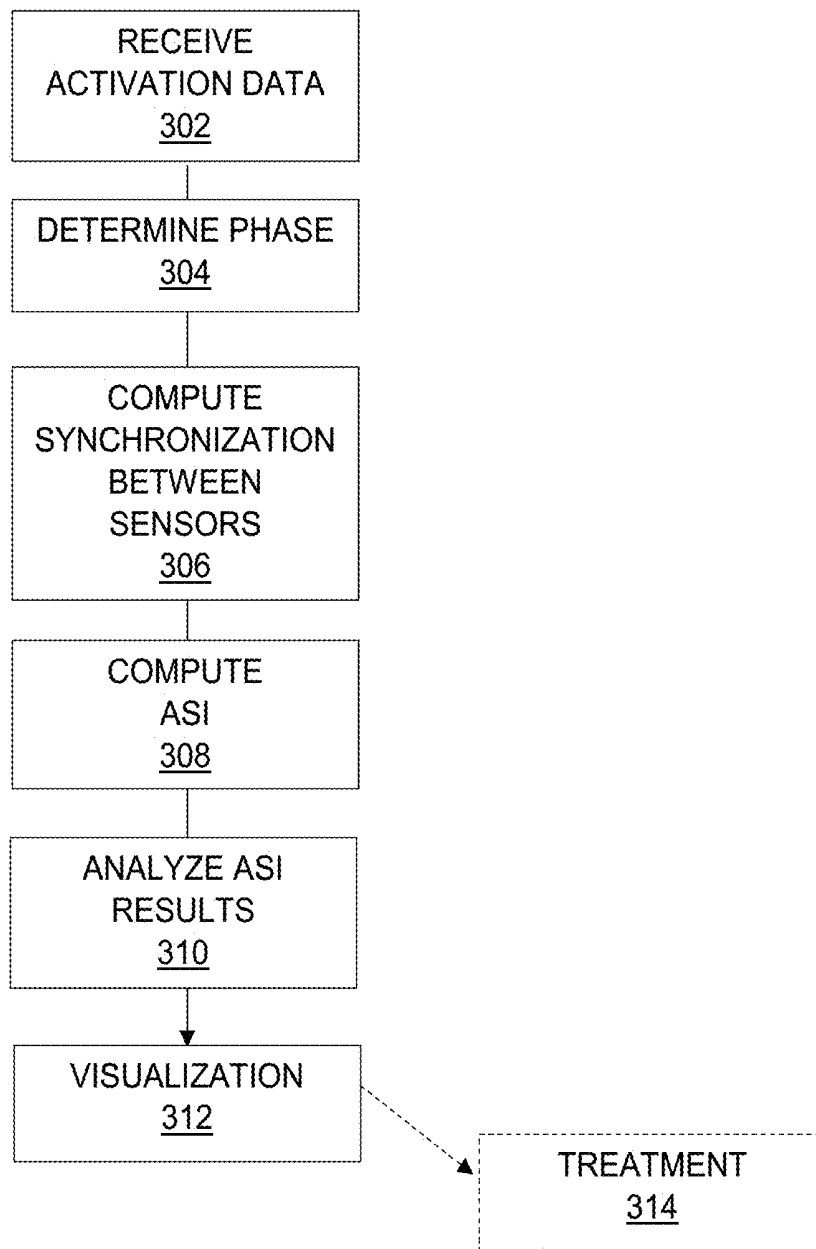 RECEIVE
ACTIVATION DATA
302
DETERMINE PHASE
304
COMPUTE
SYNCHRONIZATION
BETWEEN
SENSORS
306
COMPUTE
ASI
308
ANALYZE ASI
RESULTS
310
VISUALIZATION
312
TREATMENT
314